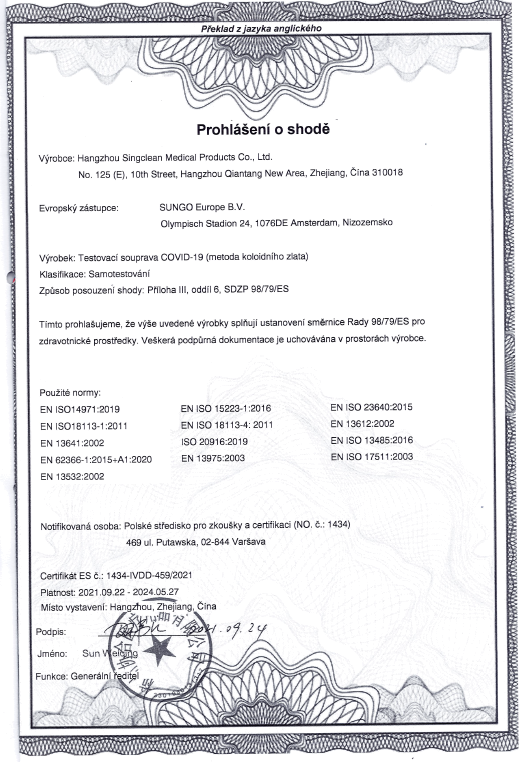 Překlad z jazyka anglického
Prohlášení o shodě
Výrobce: Hangzhou Singclean Medical Products Co., Ltd.
No. 125 (E), 10th Street, Hangzhou Qiantang New Area, Zhejiang, Čína 310018
Evropský zástupce: SUNGO Europe B.V.
Olympisch Stadion 24, 1076DE Amsterdam, Nizozemsko
Výrobek: Testovací souprava COVID-19 (metoda koloidního zlata)
Klasifikace: Samotestování
Způsob posouzení shody: Příloha III, oddíl 6, SDZP 98/79/ES
Tímto prohlašujeme, že výše uvedené výrobky splňují ustanovení směrnice Rady 98/79/ES pro
zdravotnické prostředky. Veškerá podpůrná dokumentace je uchovávána v prostorách výrobce.
Použité normy:
EN ISO14971:2019 EN ISO 15223-1:2016 EN ISO 23640:2015
EN ISO18113-1:2011 EN ISO 18113-4: 2011 EN 13612:2002
EN 13641:2002 ISO 20916:2019 EN ISO 13485:2016
EN 62366-1:2015+A1:2020 EN 13975:2003 EN ISO 17511:2003
EN 13532:2002
Notifikovaná osoba: Polské středisko pro zkoušky a certifikaci (NO. č.: 1434)
469 ul. Putawska, 02-844 Varšava
Certifikát ES č.: 1434-IVDD-459/2021
Platnost: 2021.09.22 - 2024.05.27
Místo vystavení: Hangzhou, Zhejiang, Čína
Podpis: 2021.09.24
Jméno: Sun Weiqing
Funkce: Generální ředitel